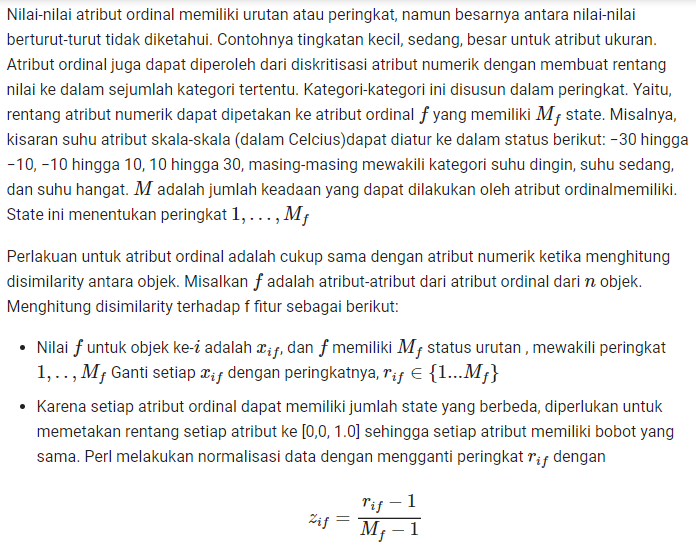 Nilai-nilai atribut ordinal memiliki urutan atau peringkat, namun besarnya antara nilai-nilai
berturut-turut tidak diketahui. Contohnya tingkatan kecil, sedang, besar untuk atribut ukuran.
Atribut ordinal juga dapat diperoleh dari diskritisasi atribut numerik dengan membuat rentang
nilai ke dalam sejumlah kategori tertentu. Kategori-kategori ini disusun dalam peringkat. Yaitu,
rentang atribut numerik dapat dipetakan ke atribut ordinal f yang memiliki M_f state. Misalnya,
kisaran suhu atribut skala-skala (dalam Celcius)dapat diatur ke dalam status berikut: −30 hingga
−10, −10 hingga 10, 10 hingga 30, masing-masing mewakili kategori suhu dingin, suhu sedang,
dan suhu hangat. M adalah jumlah keadaan yang dapat dilakukan oleh atribut ordinalmemiliki.
State ini menentukan peringkat 1, . . . , M_f
Perlakuan untuk atribut ordinal adalah cukup sama dengan atribut numerik ketika menghitung
disimilarity antara objek. Misalkan f adalah atribut-atribut dari atribut ordinal dari n objek.
Menghitung disimilarity terhadap f fitur sebagai berikut:
• Nilai f untuk objek ke-i adalah x_{if}, dan f memiliki M_f status urutan , mewakili peringkat
1, . . , M_f Ganti setiap x_{if} dengan peringkatnya, r_{if} ∈ {1...M_f}
• Karena setiap atribut ordinal dapat memiliki jumlah state yang berbeda, diperlukan untuk
memetakan rentang setiap atribut ke [0,0, 1.0] sehingga setiap atribut memiliki bobot yang
sama. Perl melakukan normalisasi data dengan mengganti peringkat r_{if} dengan
z_{if} = \frac{r_{if} − 1}{M_f − 1}